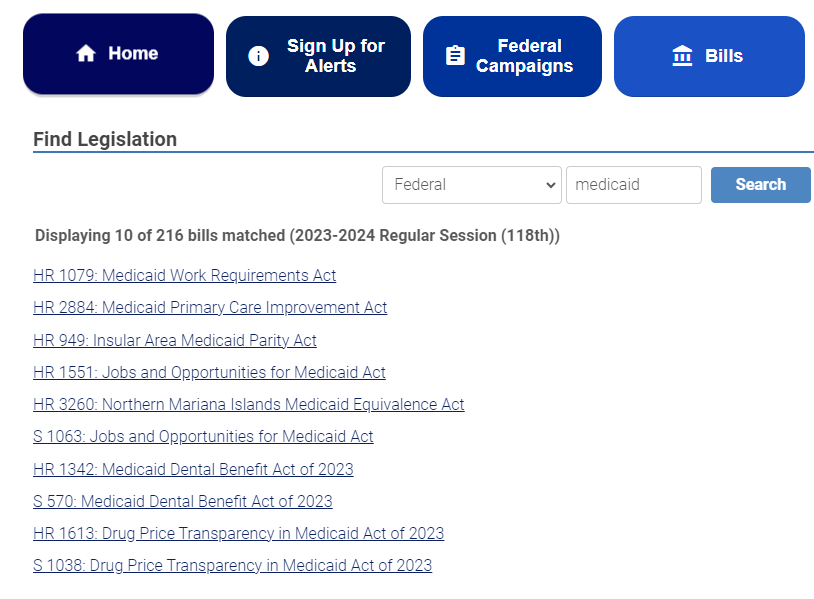 Home
Sign Up for
Alerts
Federal
Campaigns
Bills
Find Legislation
Federal
medicaid
Search
Displaying 10 of 216 bills matched (2023-2024 Regular Session (118th))
HR 1079: Medicaid Work Requirements Act
HR 2884: Medicaid Primary Care Improvement Act
HR 949: Insular Area Medicaid Parity Act
HR 1551: Jobs and Opportunities for Medicaid Act
HR 3260: Northern Mariana Islands Medicaid Equivalence Act
S 1063: Jobs and Opportunities for Medicaid Act
HR 1342: Medicaid Dental Benefit Act of 2023
S 570: Medicaid Dental Benefit Act of 2023
HR 1613: Drug Price Transparency in Medicaid Act of 2023
S 1038: Drug Price Transparency in Medicaid Act of 2023